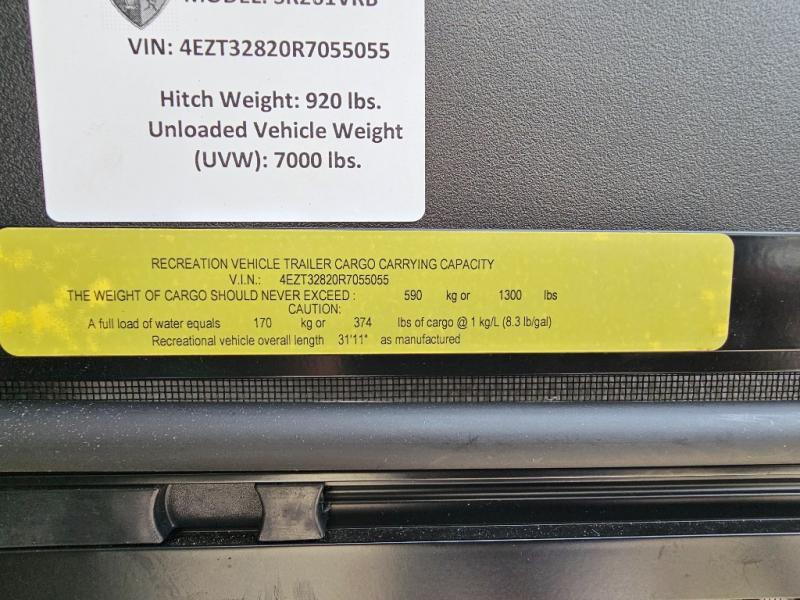 MODEL: SR261VRB
VIN: 4EZT32820R7055055
Hitch Weight: 920 lbs.
Unloaded Vehicle Weight
(UVW): 7000 lbs.
RECREATION VEHICLE TRAILER CARGO CARRYING CAPACITY
V.I.N.: 4EZT32820R7055055
THE WEIGHT OF CARGO SHOULD NEVER EXCEED : 590 kg or 1300 lbs
CAUTION:
A full load of water equals 170 kg or 374 lbs of cargo @ 1 kg/L (8.3 lb/gal)
Recreational vehicle overall length 31'11" as manufactured